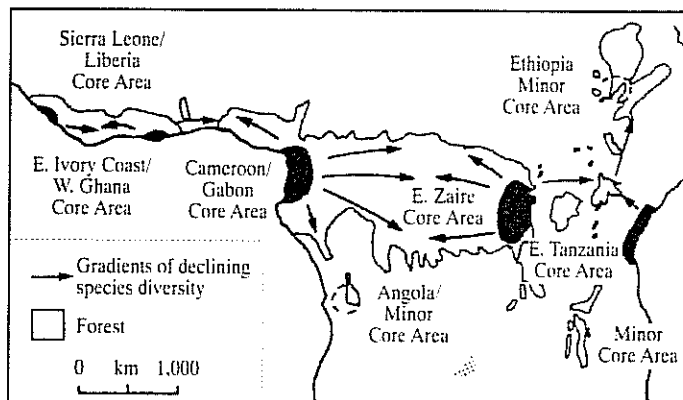 Sierra Leone/
Liberia
Core Area
Ethiopia
Minor
Core Area
E. Ivory Coast/
W. Ghana
Core Area
Cameroon/
Gabon
Core Area
E. Zaire
Core Area
E. Tanzania
Core Area
Angola/
Minor
Core Area
Minor
Core Area
Gradients of declining
species diversity
Forest
0 km 1,000